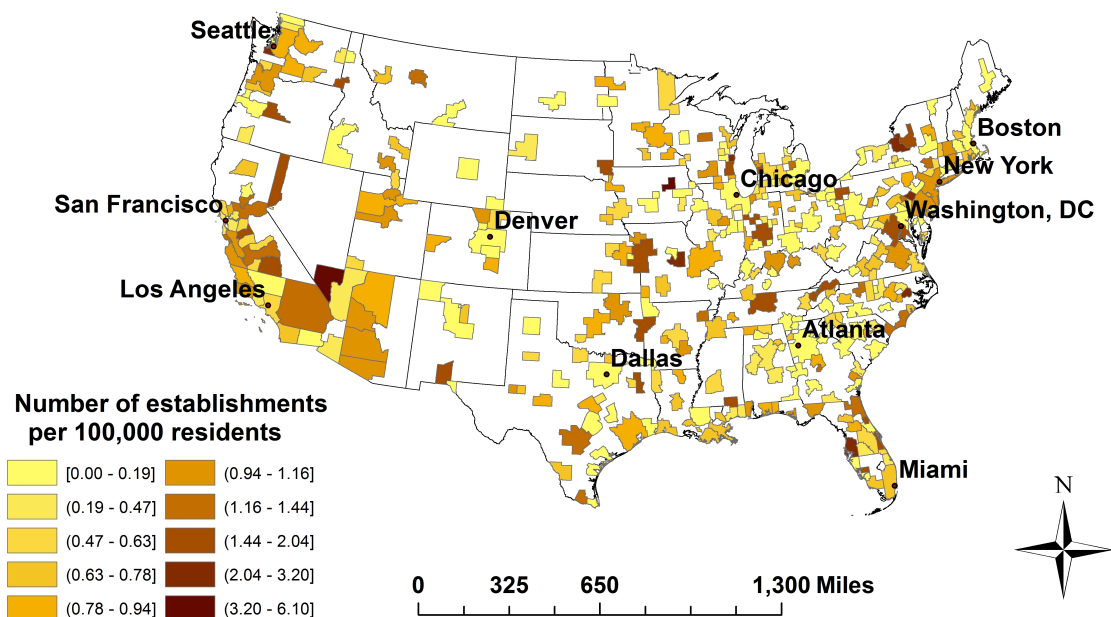 Seattle
Boston
New York
Chicago
San Francisco
Washington, DC
Denver
Los Angeles
Atlanta
Dallas
Miami
Number of establishments
per 100,000 residents
[0.00 - 0.19]
(0.19 - 0.47]
(0.47 - 0.63]
(0.63 - 0.78]
(0.78 - 0.94]
(0.94 - 1.16]
(1.16 - 1.44]
(1.44 - 2.04]
(2.04 - 3.20]
(3.20 - 6.10]
N
0 325 650 1,300 Miles